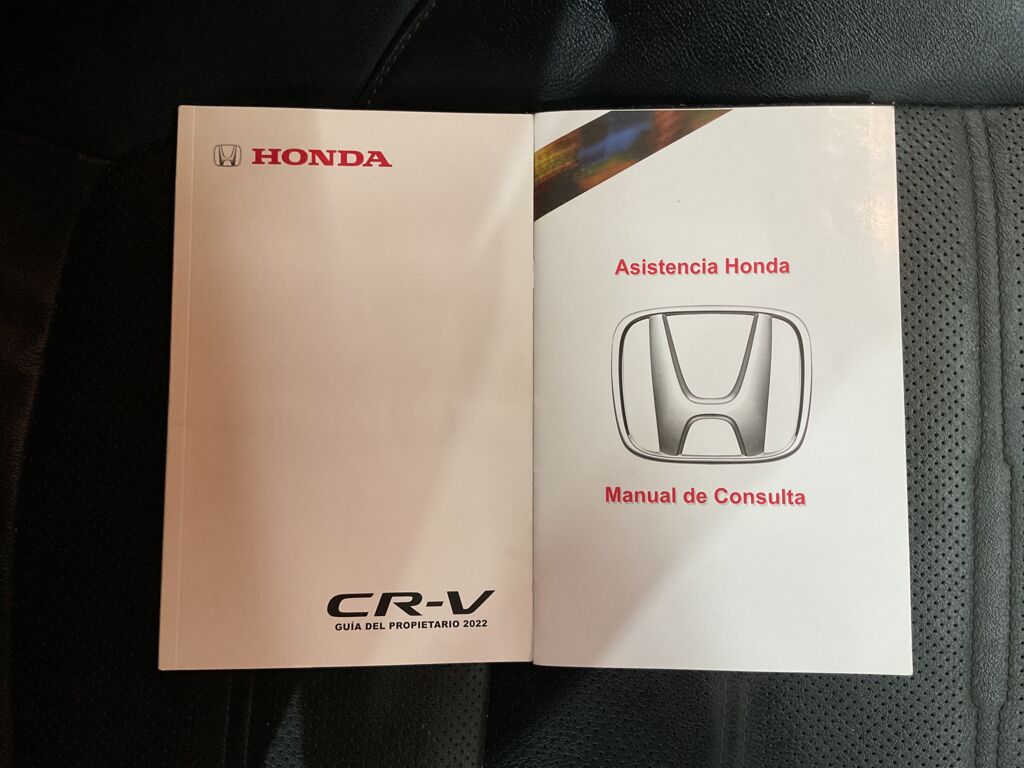 HONDA
CR-V
GUÍA DEL PROPIETARIO 2022
Asistencia Honda
Manual de Consulta